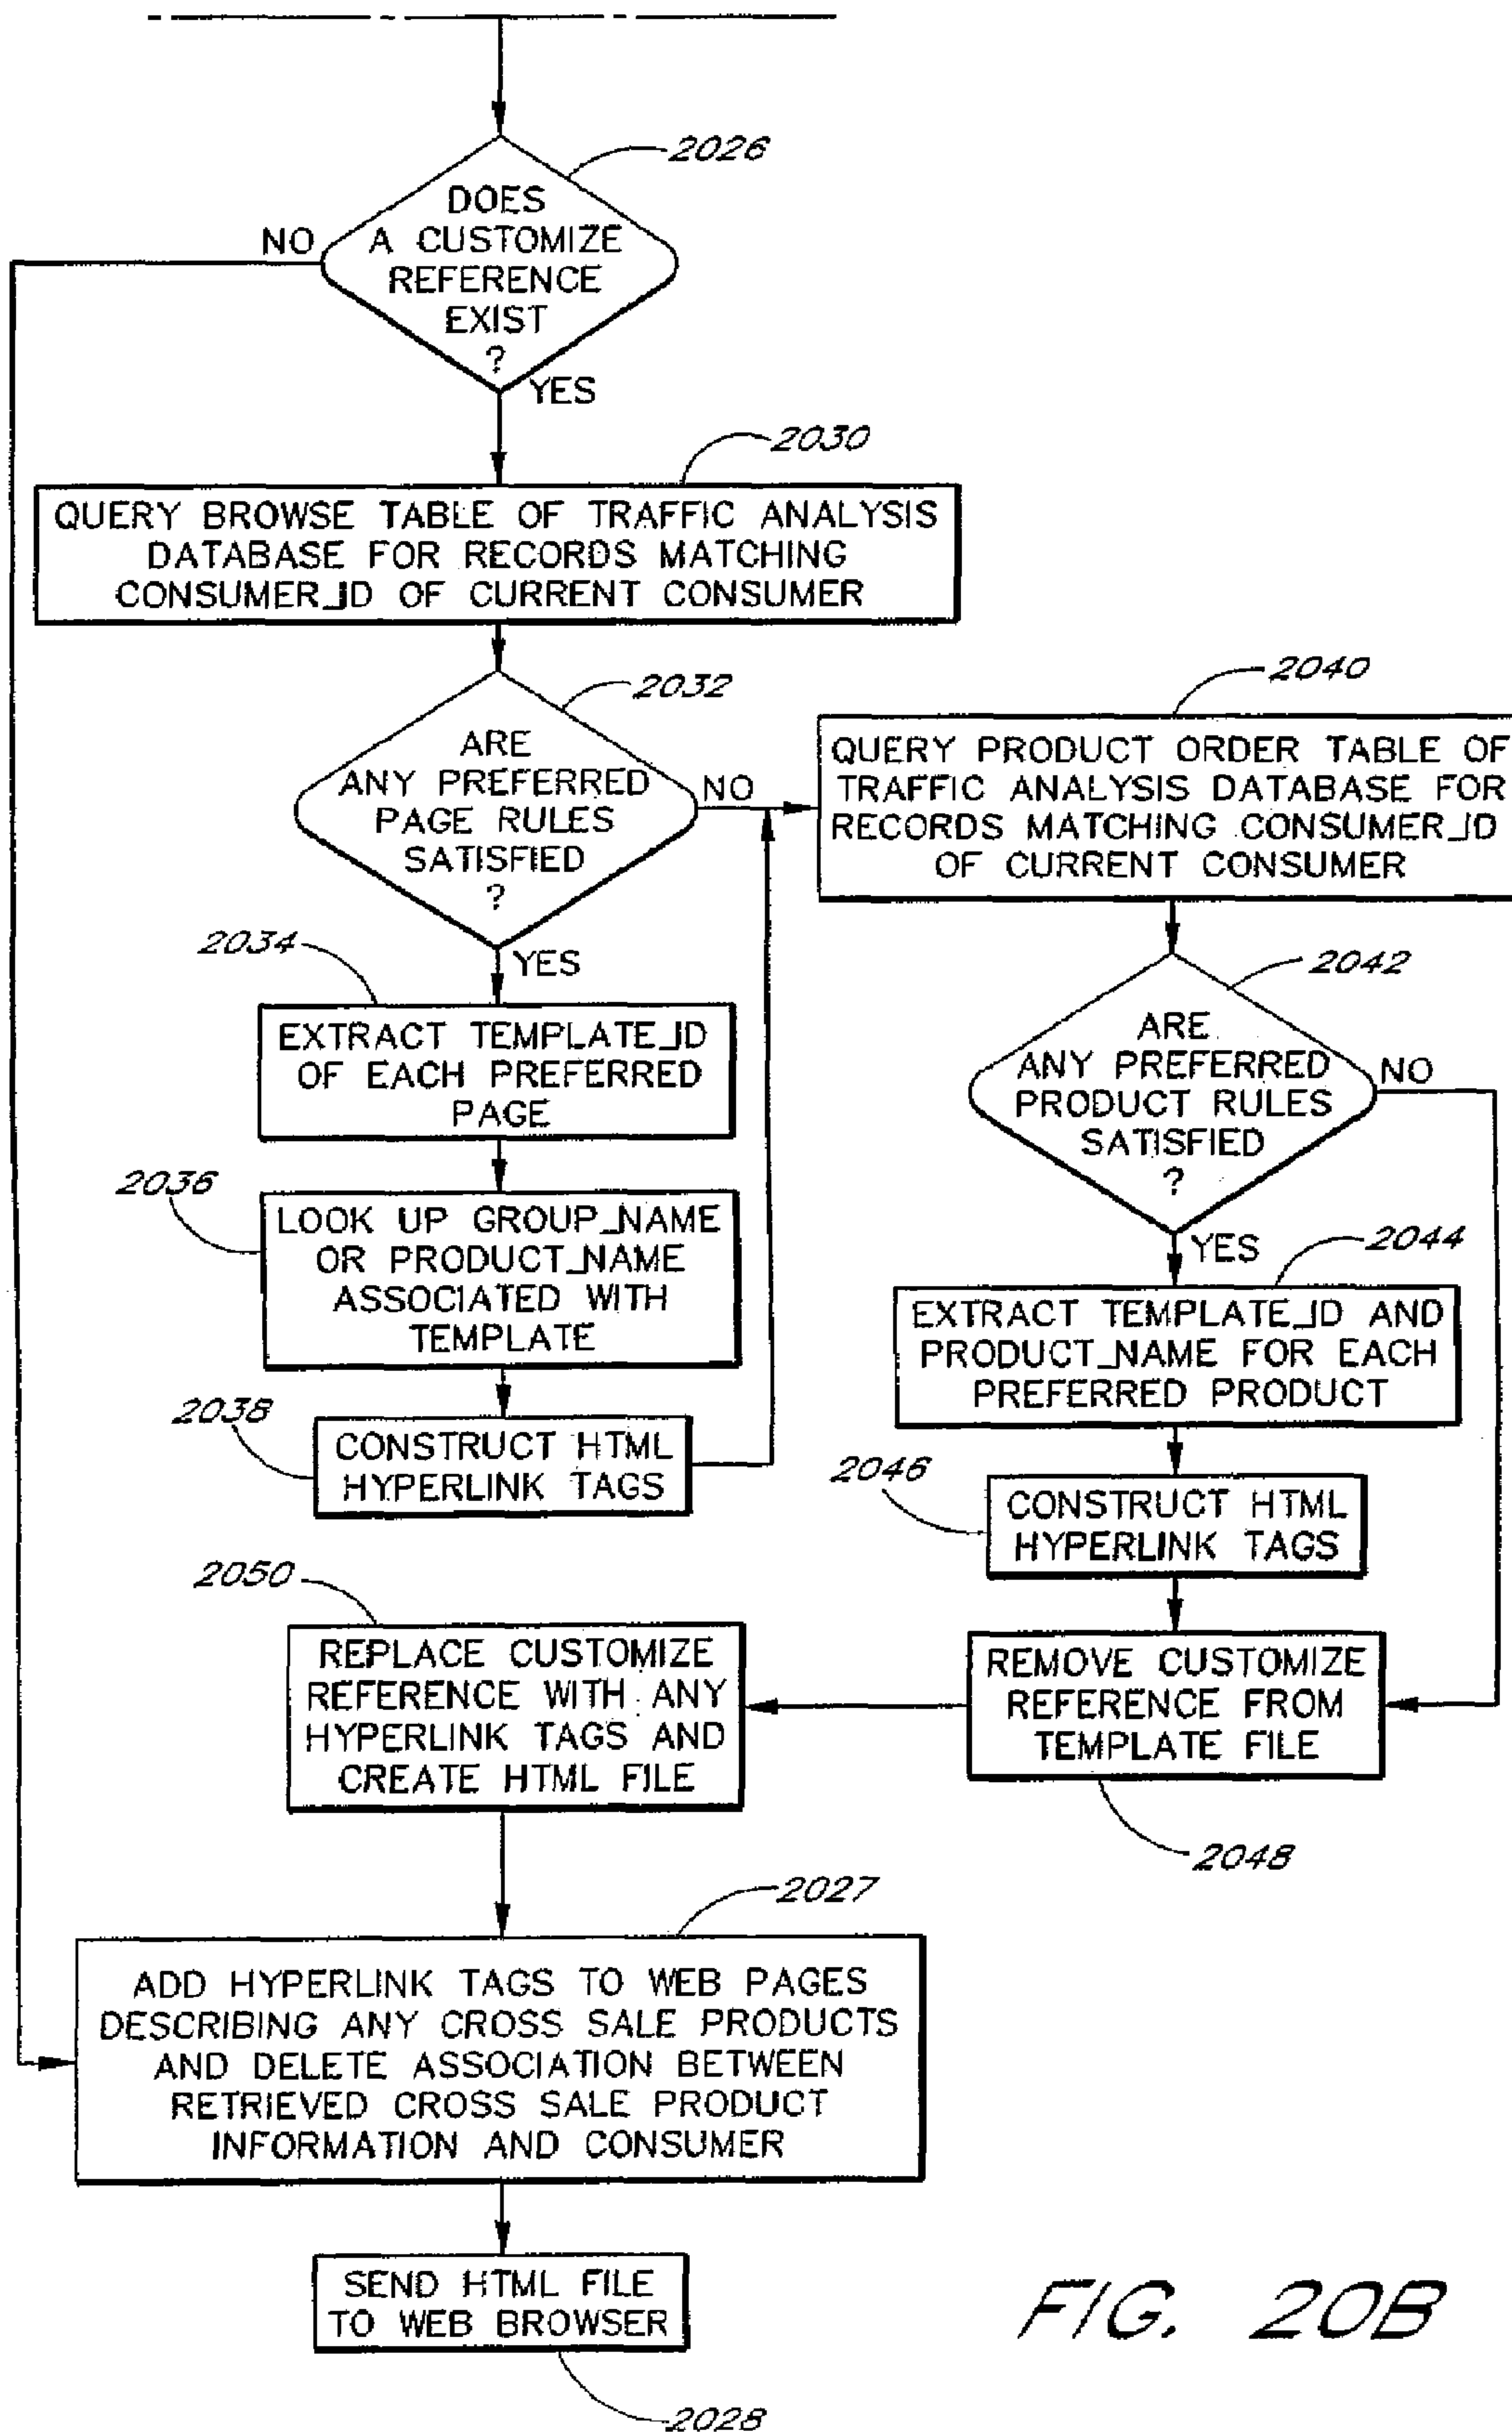 2026
DOES
A CUSTOMIZE
REFERENCE
EXIST
?
NO
YES
2030
QUERY BROWSE TABLE OF TRAFFIC ANALYSIS
DATABASE FOR RECORDS MATCHING
CONSUMER_ID OF CURRENT CONSUMER
2032
ARE
ANY PREFERRED
PAGE RULES
SATISFIED
?
NO
YES
2034
EXTRACT TEMPLATE_ID
OF EACH PREFERRED
PAGE
2036
LOOK UP GROUP_NAME
OR PRODUCT_NAME
ASSOCIATED WITH
TEMPLATE
2038
CONSTRUCT HTML
HYPERLINK TAGS
2040
QUERY PRODUCT ORDER TABLE OF
TRAFFIC ANALYSIS DATABASE FOR
RECORDS MATCHING CONSUMER_ID
OF CURRENT CONSUMER
2042
ARE
ANY PREFERRED
PRODUCT RULES
SATISFIED
?
NO
YES
2044
EXTRACT TEMPLATE_ID AND
PRODUCT_NAME FOR EACH
PREFERRED PRODUCT
2046
CONSTRUCT HTML
HYPERLINK TAGS
REMOVE CUSTOMIZE
REFERENCE FROM
TEMPLATE FILE
2048
2050
REPLACE CUSTOMIZE
REFERENCE WITH ANY
HYPERLINK TAGS AND
CREATE HTML FILE
2027
ADD HYPERLINK TAGS TO WEB PAGES
DESCRIBING ANY CROSS SALE PRODUCTS
AND DELETE ASSOCIATION BETWEEN
RETRIEVED CROSS SALE PRODUCT
INFORMATION AND CONSUMER
SEND HTML FILE
TO WEB BROWSER
2028
FIG. 20B